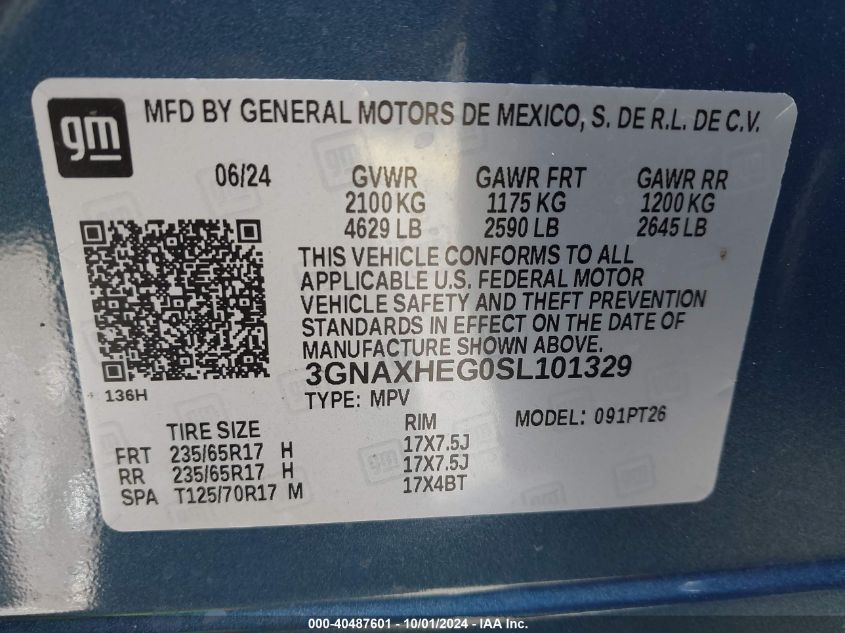 gm
MFD BY GENERAL MOTORS DE MEXICO, S. DE R.L. DE C.V.
06/24 GVWR GAWR FRT GAWR RR
2100 KG 1175 KG 1200 KG
4629 LB 2590 LB 2645 LB
THIS VEHICLE CONFORMS TO ALL
APPLICABLE U.S. FEDERAL MOTOR
VEHICLE SAFETY AND THEFT PREVENTION
STANDARDS IN EFFECT ON THE DATE OF
MANUFACTURE SHOWN ABOVE.
3GNAXHEG0SL101329
136H TYPE: MPV MODEL: 091PT26
TIRE SIZE RIM
FRT 235/65R17 H 17X7.5J
RR 235/65R17 H 17X7.5J
SPA T125/70R17 M 17X4BT
000-40487601 - 10/01/2024 - IAA Inc.